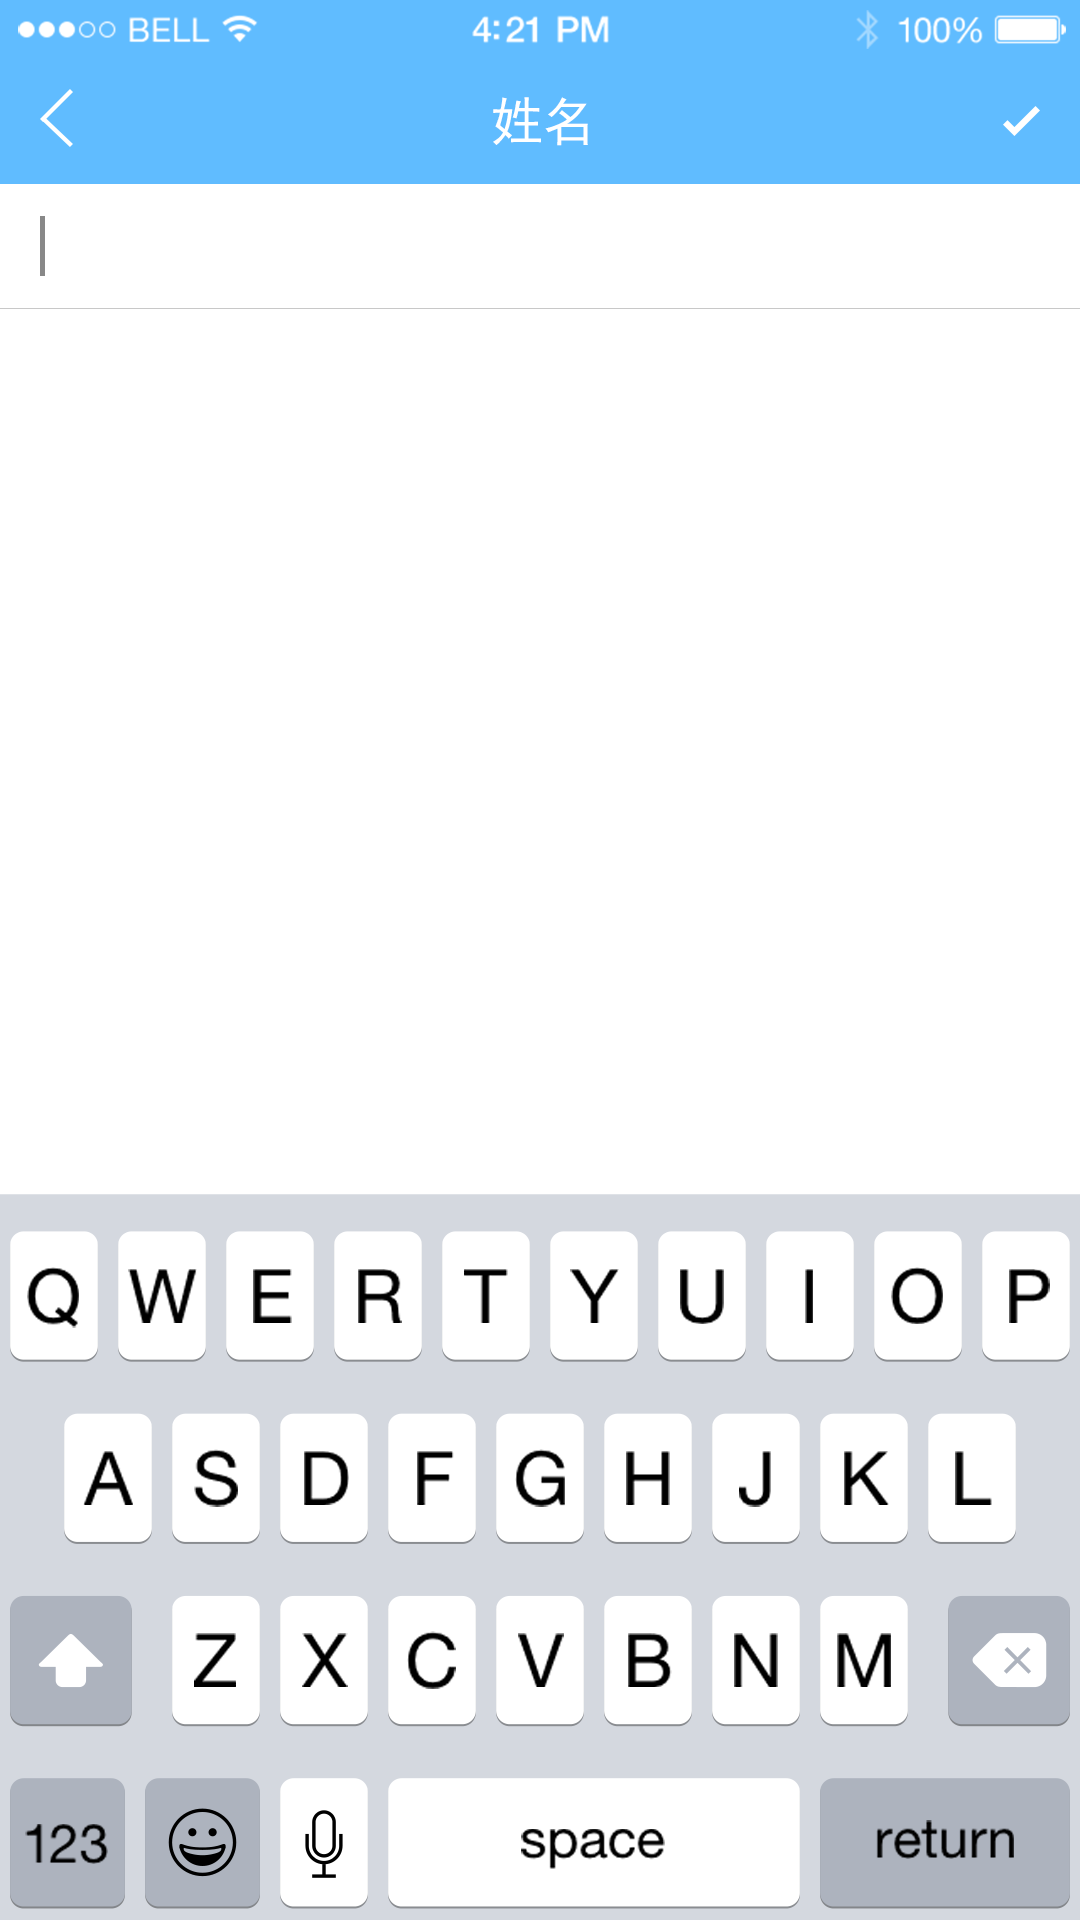 BELL 4:21 PM 100%
姓名
Q W E R T Y U I O P
A S D F G H J K L
Z X C V B N M
123 space return